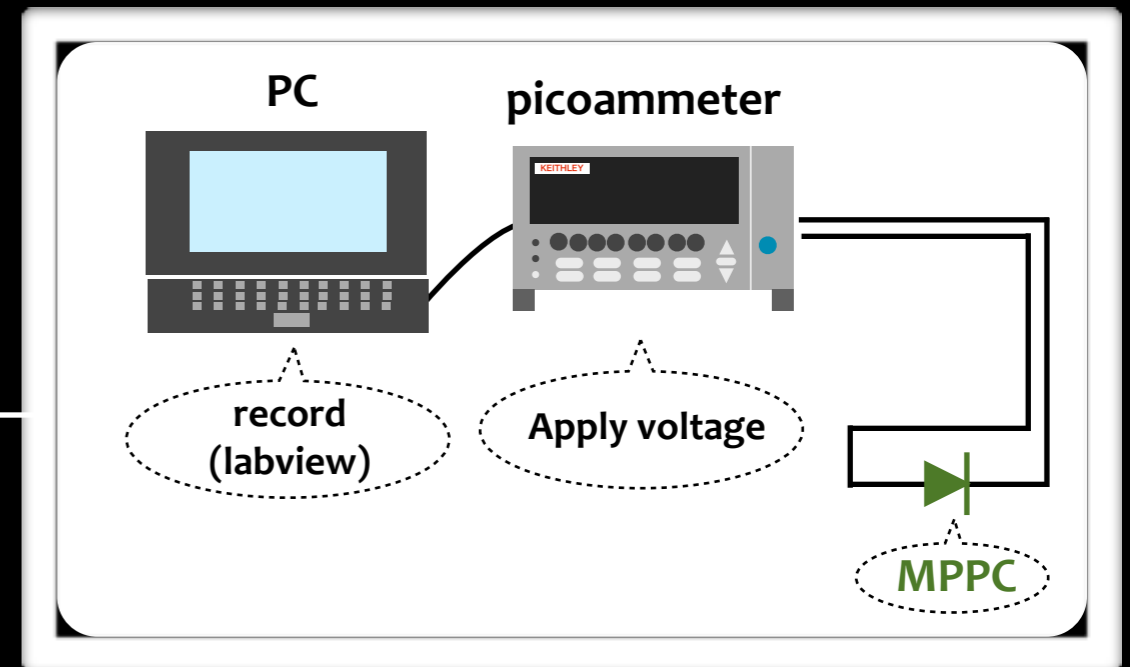 PC
picoammeter
KEITHLEY
record
(labview)
Apply voltage
MPPC